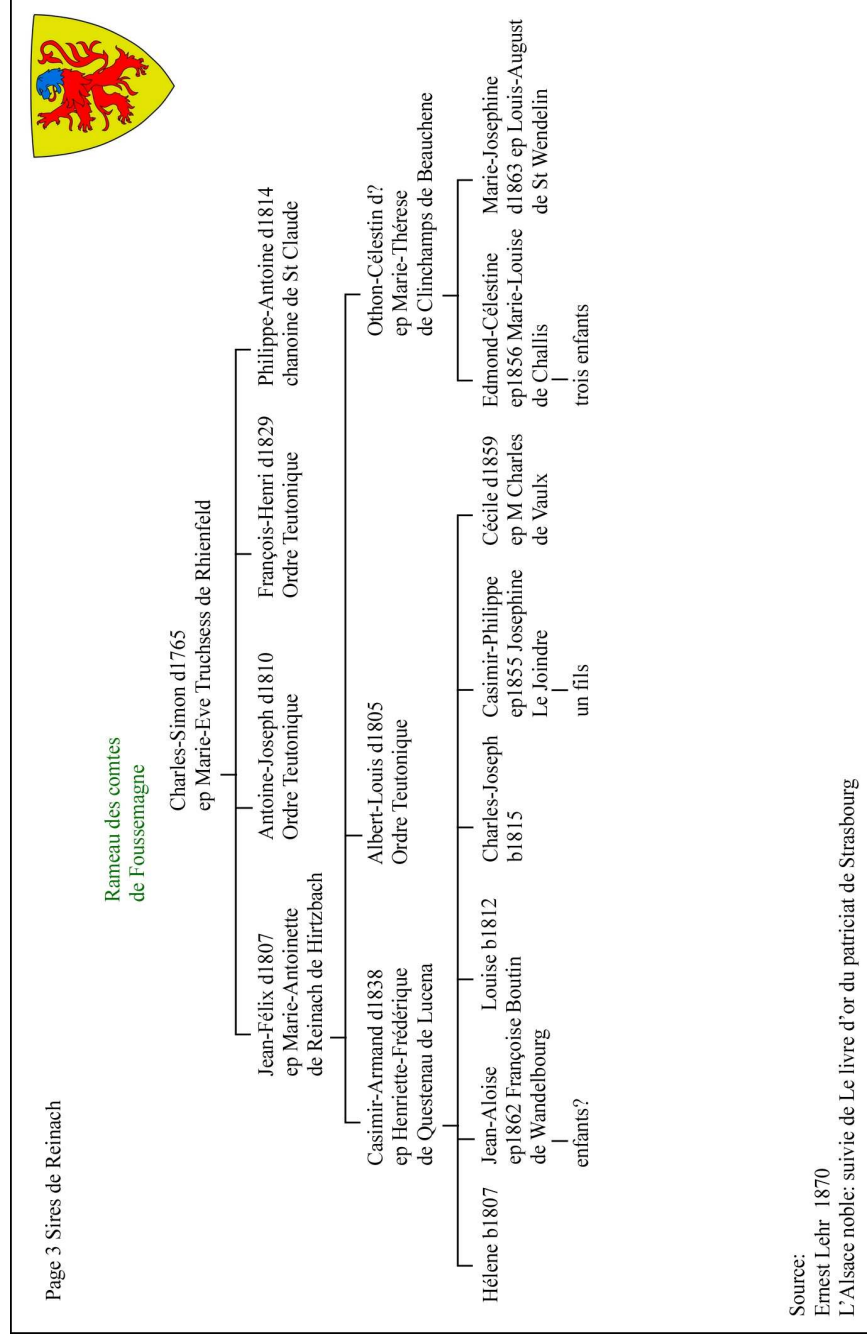 Page 3 Sires de Reinach
Rameau des comtes
de Foussemagne
Charles-Simon d1765
ep Marie-Eve Truchsess de Rhienfeld
Jean-Félix d1807
ep Marie-Antoinette
de Reinach de Hirtzbach
Antoine-Joseph d1810
Ordre Teutonique
François-Henri d1829
Ordre Teutonique
Philippe-Antoine d1814
chanoine de St Claude
Casimir-Armand d1838
ep Henriette-Frédérique
de Questenau de Lucena
Albert-Louis d1805
Ordre Teutonique
Othon-Célestin d?
ep Marie-Thérese
de Clinchamps de Beauchene
Hélene b1807
Jean-Aloise
ep1862 Françoise Boutin
de Wandelbourg
enfants?
Louise b1812
Charles-Joseph
b1815
Casimir-Philippe
ep1855 Josephine
Le Joindre
un fils
Cécile d1859
ep M Charles
de Vaulx
Edmond-Célestine
ep1856 Marie-Louise
de Challis
trois enfants
Marie-Josephine
d1863 ep Louis-August
de St Wendelin
Source:
Ernest Lehr 1870
L'Alsace noble: suivie de Le livre d'or du patriciat de Strasbourg